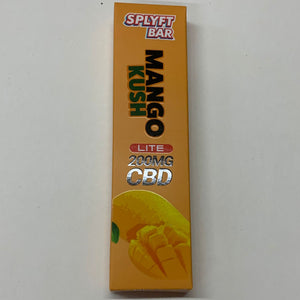 SPLYFT
BAR
MANGO
KUSH
LITE
200MG
CBD